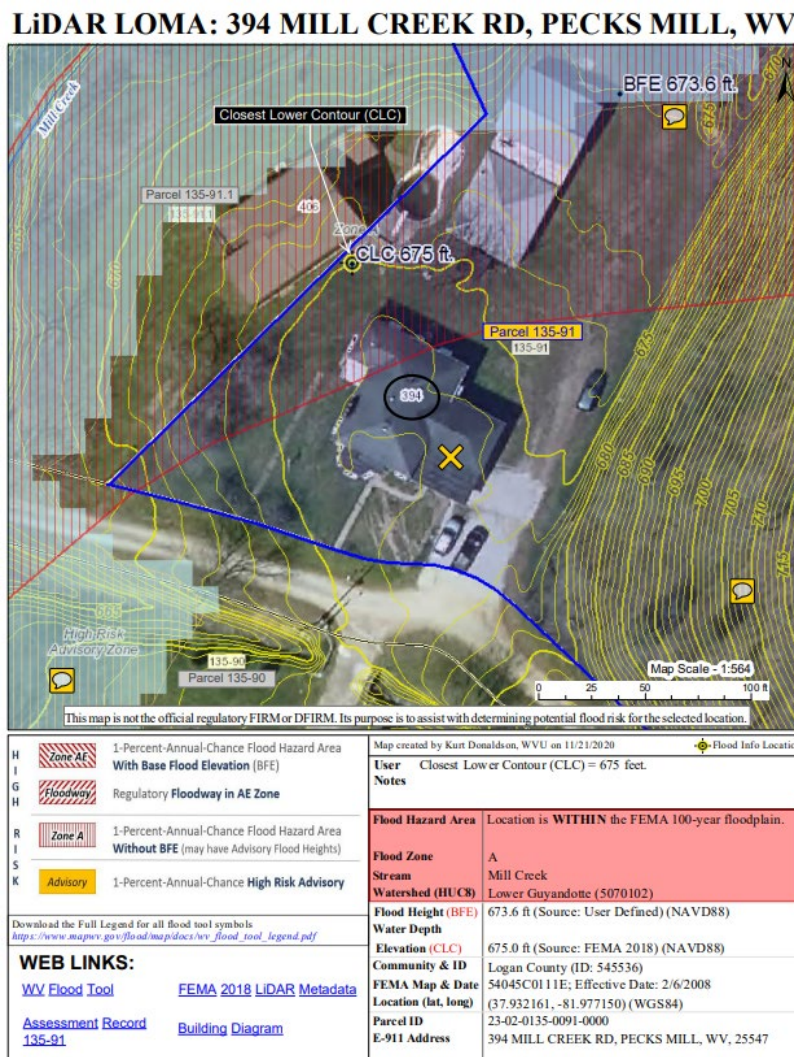 LiDAR LOMA: 394 MILL CREEK RD, PECKS MILL, WV
BFE 673.6 ft.
N
675
670
Mill Creek
Closest Lower Contour (CLC)
Parcel 135-91.1
135-91.1
406
Zone A
CLC 675 ft.
670
Parcel 135-91
135-91
675
394
680
685
690
695
700
705
710
715
665
High Risk
Advisory Zone
135-90
Parcel 135-90
Map Scale - 1:564
0 25 50 100 ft
This map is not the official regulatory FIRM or DFIRM. Its purpose is to assist with determining potential flood risk for the selected location.
HIGH RISK
Zone AE
1-Percent-Annual-Chance Flood Hazard Area
With Base Flood Elevation (BFE)
Floodway
Regulatory Floodway in AE Zone
Zone A
1-Percent-Annual-Chance Flood Hazard Area
Without BFE (may have Advisory Flood Heights)
Advisory
1-Percent-Annual-Chance High Risk Advisory
Download the Full Legend for all flood tool symbols
https://www.mapwv.gov/flood/map/docs/wv_flood_tool_legend.pdf
WEB LINKS:
WV Flood Tool
FEMA 2018 LiDAR Metadata
Assessment Record
135-91
Building Diagram
Map created by Kurt Donaldson, WVU on 11/21/2020
Flood Info Locatio
User Notes Closest Lower Contour (CLC) = 675 feet.
Flood Hazard Area Location is WITHIN the FEMA 100-year floodplain.
Flood Zone A
Stream Mill Creek
Watershed (HUC8) Lower Guyandotte (5070102)
Flood Height (BFE) 673.6 ft (Source: User Defined) (NAVD88)
Water Depth
Elevation (CLC) 675.0 ft (Source: FEMA 2018) (NAVD88)
Community & ID Logan County (ID: 545536)
FEMA Map & Date 54045C0111E; Effective Date: 2/6/2008
Location (lat, long) (37.932161, -81.977150) (WGS84)
Parcel ID 23-02-0135-0091-0000
E-911 Address 394 MILL CREEK RD, PECKS MILL, WV, 25547